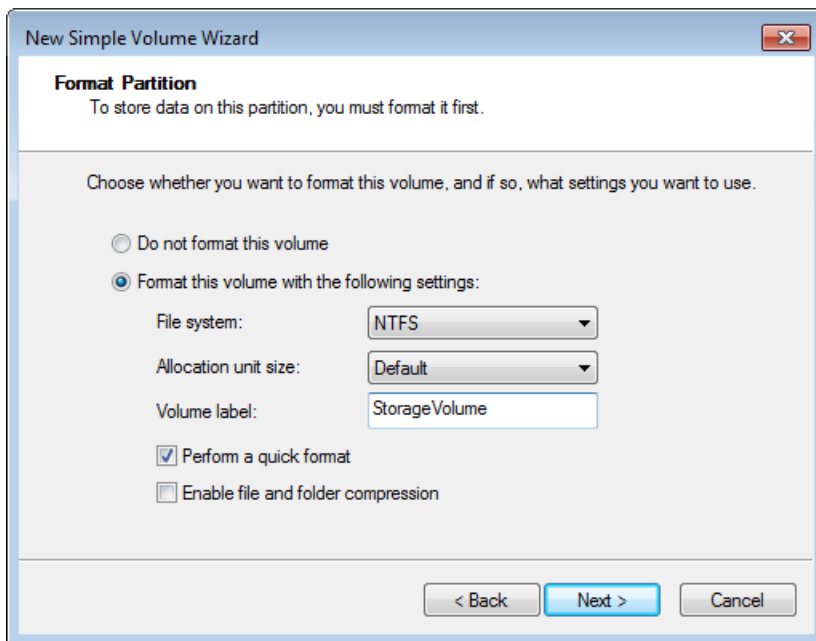 New Simple Volume Wizard
Format Partition
To store data on this partition, you must format it first.
Choose whether you want to format this volume, and if so, what settings you want to use.
Do not format this volume
Format this volume with the following settings:
File system: NTFS
Allocation unit size: Default
Volume label: StorageVolume
Perform a quick format
Enable file and folder compression
< Back Next > Cancel